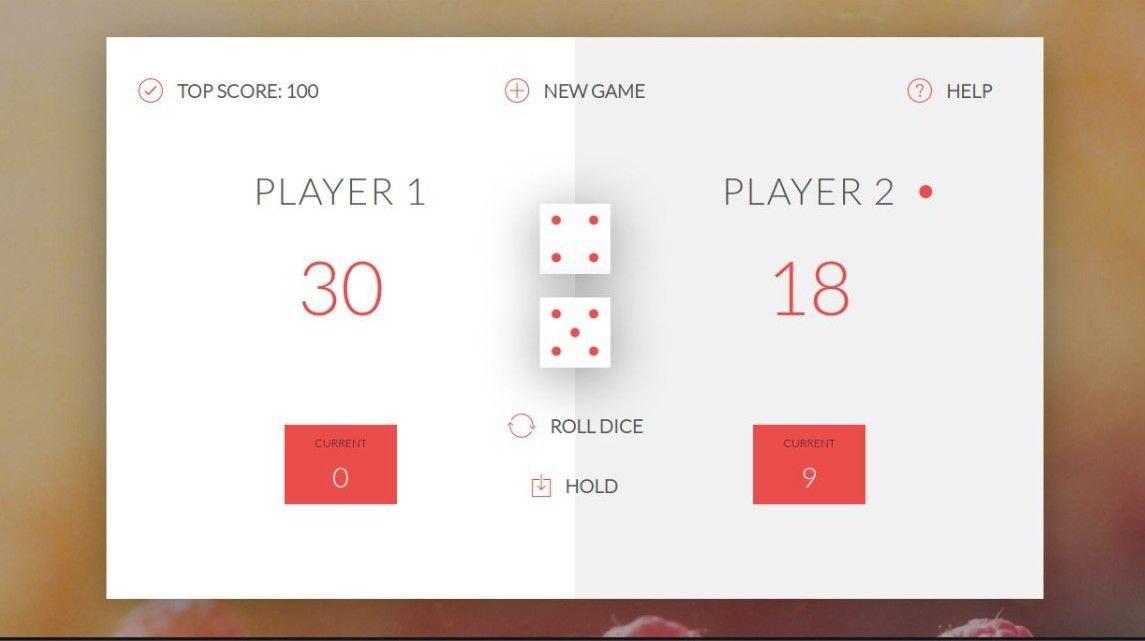 TOP SCORE: 100
NEW GAME
HELP
PLAYER 1
PLAYER 2
30
18
ROLL DICE
CURRENT
0
CURRENT
9
HOLD